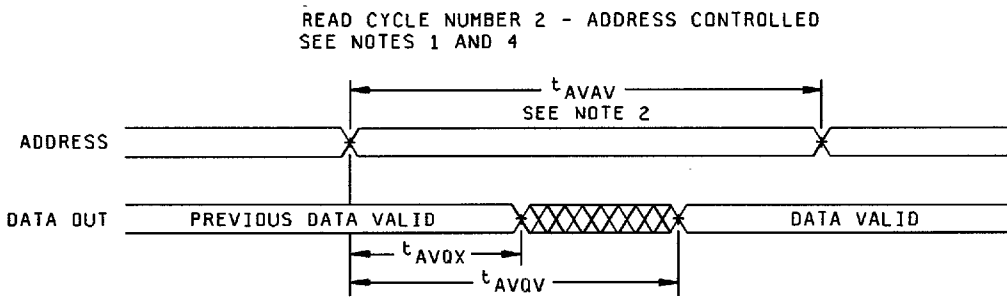 READ CYCLE NUMBER 2 - ADDRESS CONTROLLED
SEE NOTES 1 AND 4
tAVAV
SEE NOTE 2
ADDRESS
DATA OUT
PREVIOUS DATA VALID
DATA VALID
tAVQX
tAVQV